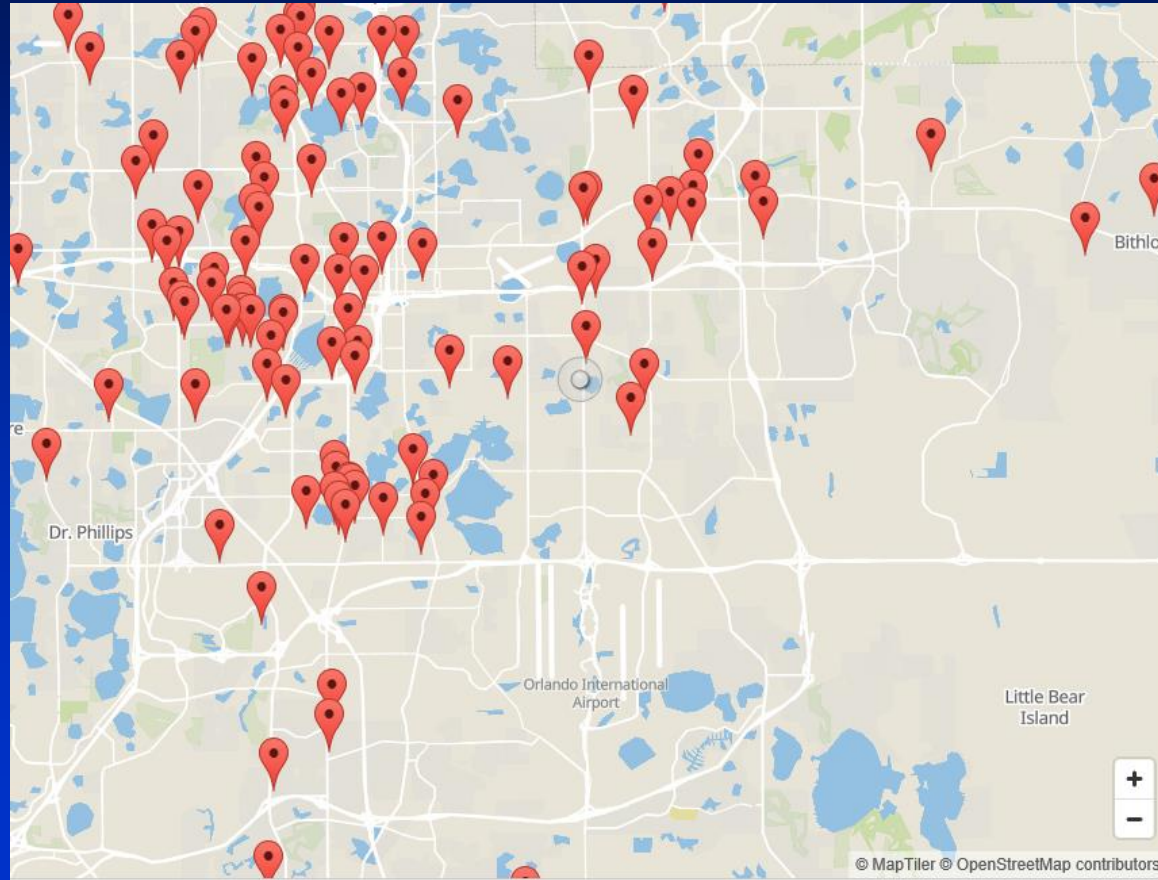 Bithlo
re
Dr. Phillips
Orlando International
Airport
Little Bear
Island
+
−
© MapTiler © OpenStreetMap contributors